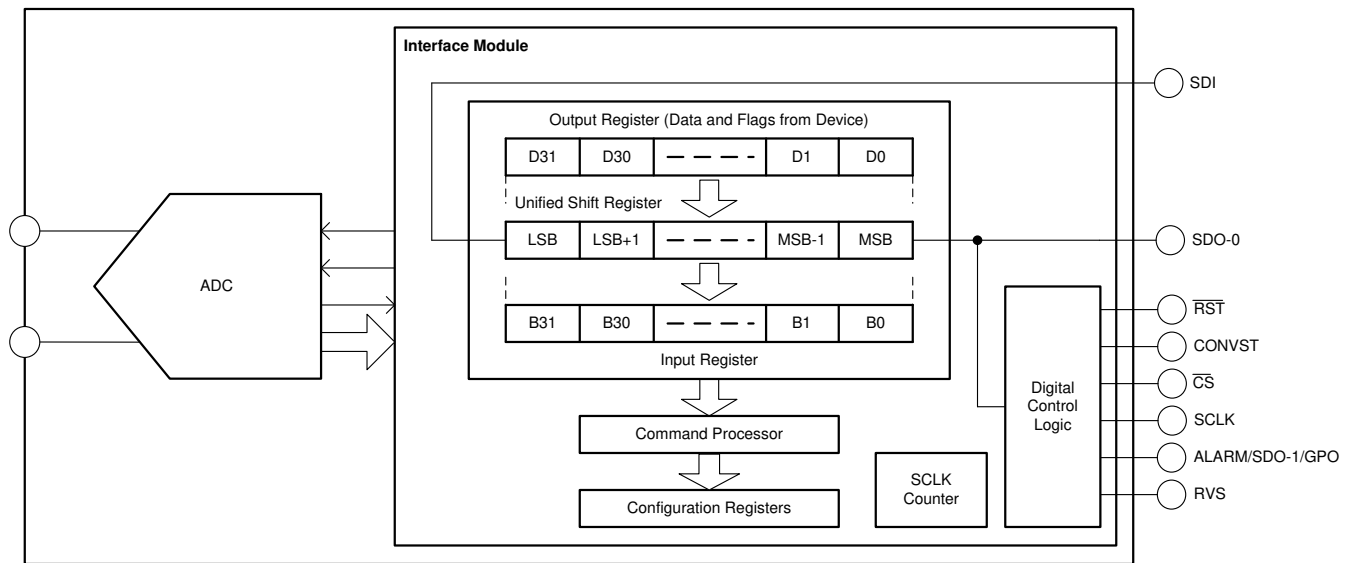 Interface Module
SDI
Output Register (Data and Flags from Device)
D31 D30 D1 D0
Unified Shift Register
LSB LSB+1 MSB-1 MSB
SDO-0
ADC
B31 B30 B1 B0
Input Register
RST
CONVST
CS
SCLK
ALARM/SDO-1/GPO
RVS
Digital
Control
Logic
Command Processor
SCLK
Counter
Configuration Registers